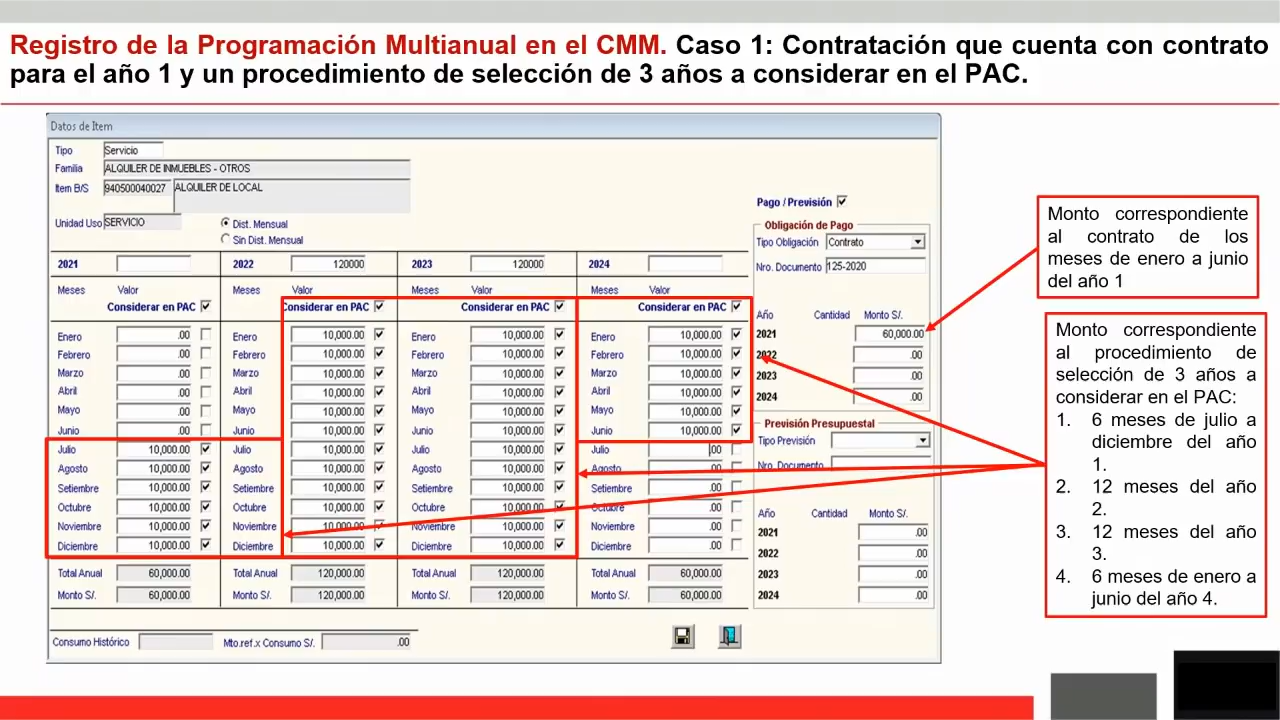 Registro de la Programación Multianual en el CMM. Caso 1: Contratación que cuenta con contrato
para el año 1 y un procedimiento de selección de 3 años a considerar en el PAC.
Datos de Item
Tipo Servicio
Familia ALQUILER DE INMUEBLES - OTROS
Item B/S 940500040027 ALQUILER DE LOCAL
Unidad Uso SERVICIO
Dist. Mensual
Sin Dist. Mensual
Pago / Previsión
Obligación de Pago
Tipo Obligación Contrato
Nro. Documento 125-2020
Año Cantidad Monto S/.
2021 60,000.00
2022 .00
2023 .00
2024 .00
Previsión Presupuestal
Tipo Previsión
Nro. Documento
Año Cantidad Monto S/.
2021 .00
2022 .00
2023 .00
2024 .00
2021
Meses Valor
Considerar en PAC
Enero .00
Febrero .00
Marzo .00
Abril .00
Mayo .00
Junio .00
Julio 10,000.00
Agosto 10,000.00
Setiembre 10,000.00
Octubre 10,000.00
Noviembre 10,000.00
Diciembre 10,000.00
Total Anual 60,000.00
Monto S/. 60,000.00
2022 120000
Meses Valor
Considerar en PAC
Enero 10,000.00
Febrero 10,000.00
Marzo 10,000.00
Abril 10,000.00
Mayo 10,000.00
Junio 10,000.00
Julio 10,000.00
Agosto 10,000.00
Setiembre 10,000.00
Octubre 10,000.00
Noviembre 10,000.00
Diciembre 10,000.00
Total Anual 120,000.00
Monto S/. 120,000.00
2023 120000
Meses Valor
Considerar en PAC
Enero 10,000.00
Febrero 10,000.00
Marzo 10,000.00
Abril 10,000.00
Mayo 10,000.00
Junio 10,000.00
Julio 10,000.00
Agosto 10,000.00
Setiembre 10,000.00
Octubre 10,000.00
Noviembre 10,000.00
Diciembre 10,000.00
Total Anual 120,000.00
Monto S/. 120,000.00
2024
Meses Valor
Considerar en PAC
Enero 10,000.00
Febrero 10,000.00
Marzo 10,000.00
Abril 10,000.00
Mayo 10,000.00
Junio 10,000.00
Julio .00
Agosto .00
Setiembre .00
Octubre .00
Noviembre .00
Diciembre .00
Total Anual 60,000.00
Monto S/. 60,000.00
Consumo Histórico Mto.ref.x Consumo S/. .00
Monto correspondiente
al contrato de los
meses de enero a junio
del año 1
Monto correspondiente
al procedimiento de
selección de 3 años a
considerar en el PAC:
1. 6 meses de julio a
diciembre del año
1.
2. 12 meses del año
2.
3. 12 meses del año
3.
4. 6 meses de enero a
junio del año 4.